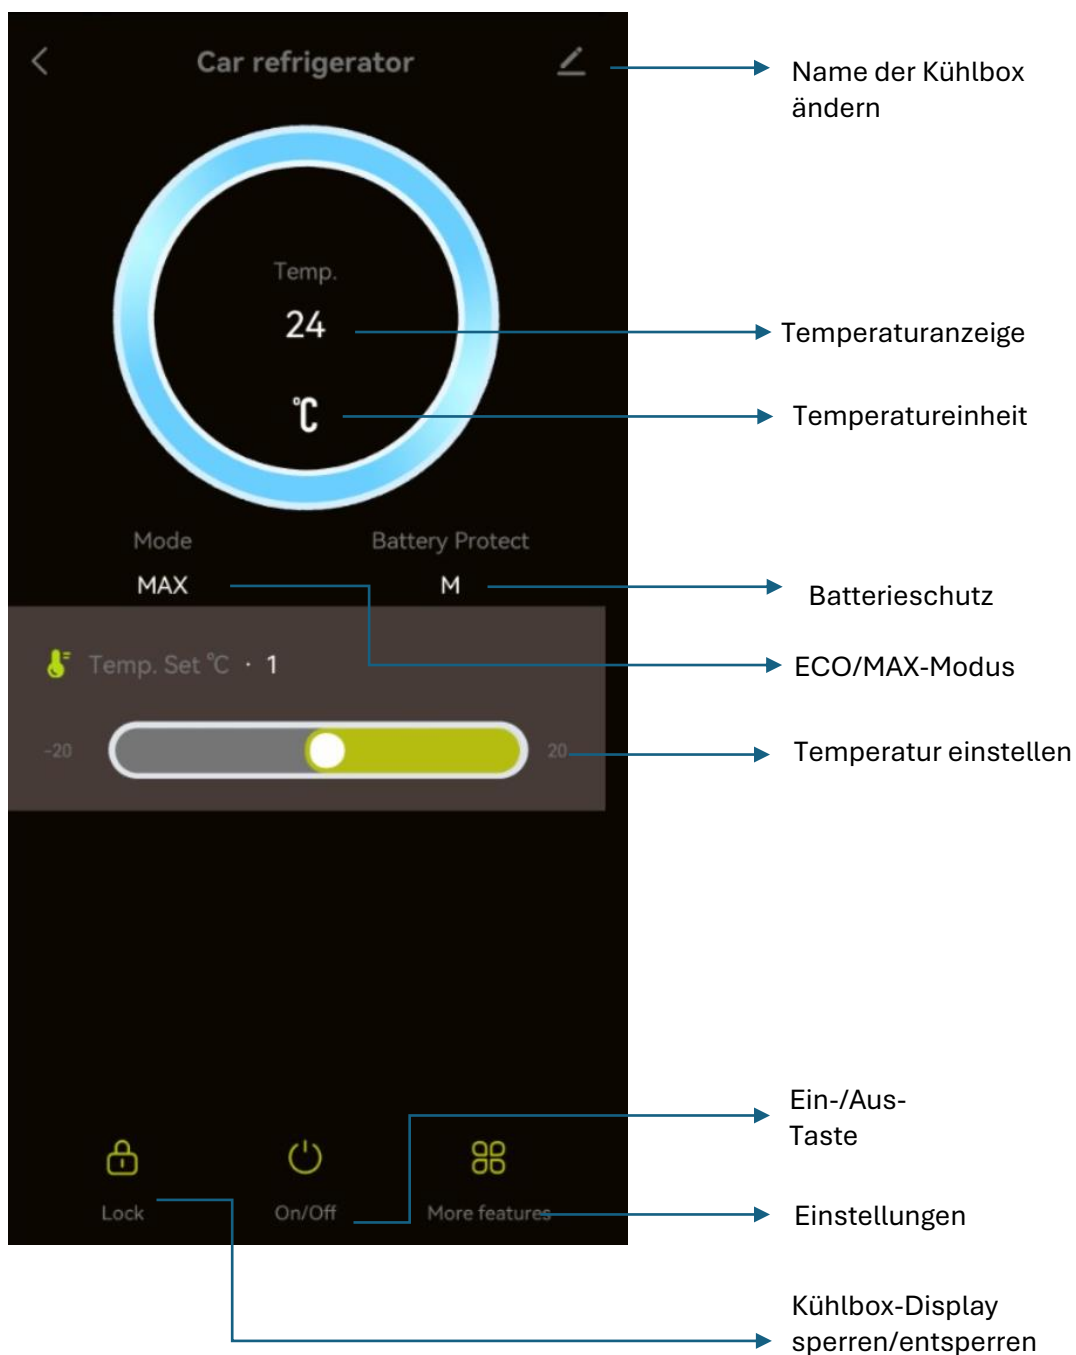 Car refrigerator
Name der Kühlbox
ändern
Temp.
24
Temperaturanzeige
°C
Temperatureinheit
Mode
Battery Protect
MAX
M
Batterieschutz
Temp. Set °C · 1
ECO/MAX-Modus
-20
20
Temperatur einstellen
Ein-/Aus-
Taste
Lock
On/Off
More features
Einstellungen
Kühlbox-Display
sperren/entsperren